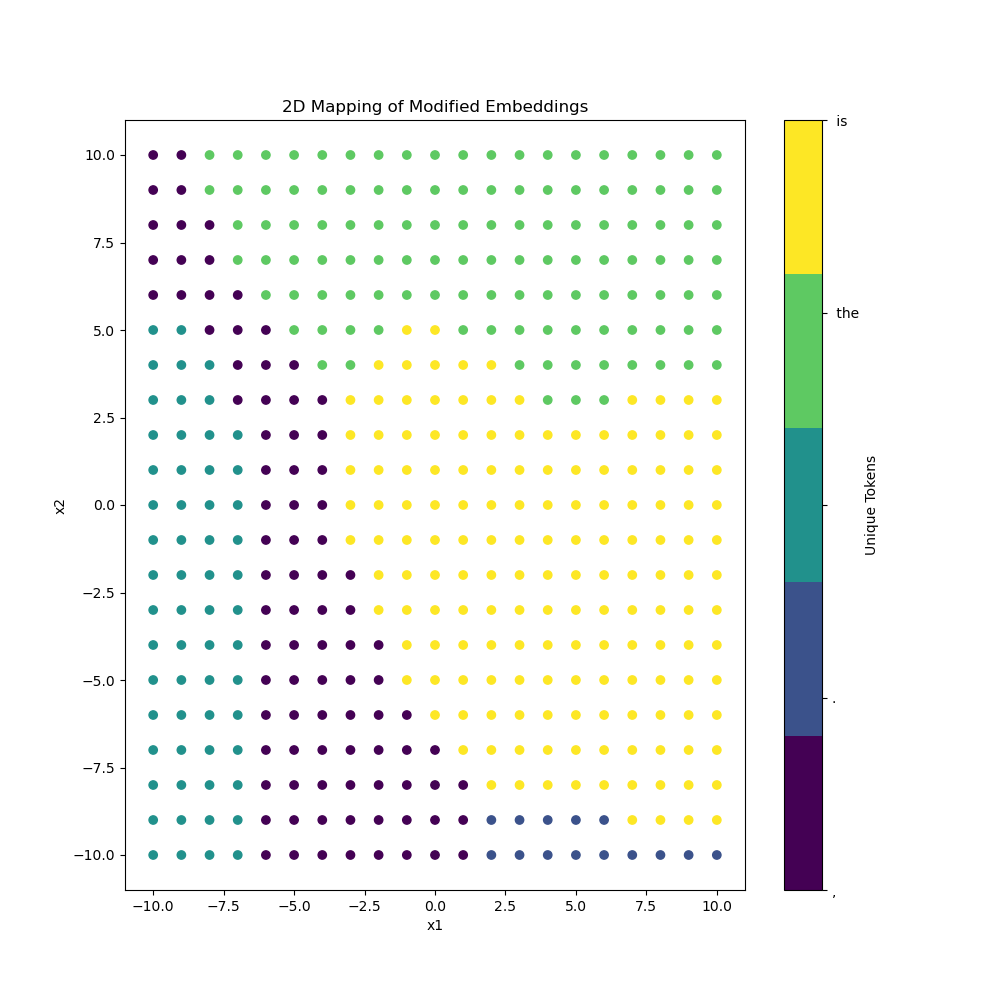 2D Mapping of Modified Embeddings
10.0
7.5
5.0
2.5
0.0
−2.5
−5.0
−7.5
−10.0
x2
−10.0 −7.5 −5.0 −2.5 0.0 2.5 5.0 7.5 10.0
x1
is
the
.
,
Unique Tokens